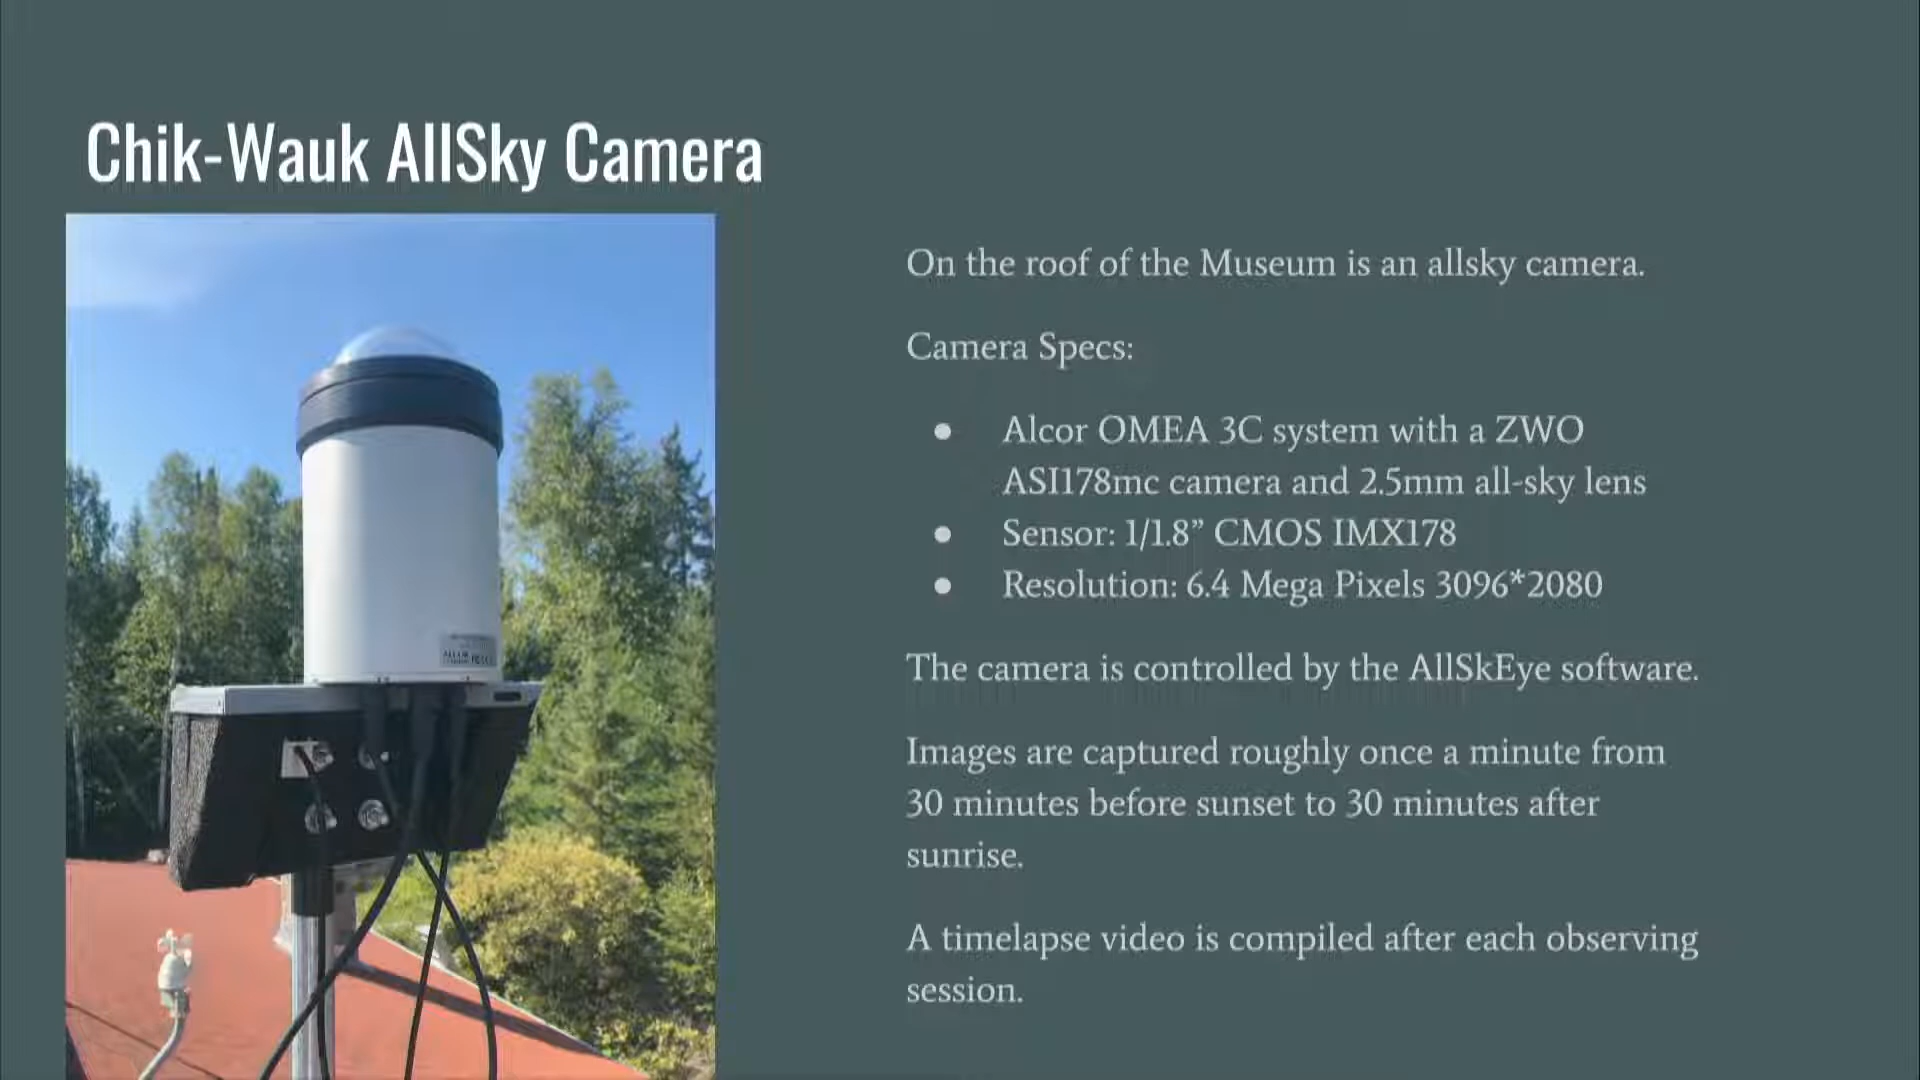 Chik-Wauk AllSky Camera
On the roof of the Museum is an allsky camera.
Camera Specs:
● Alcor OMEA 3C system with a ZWO
ASI178mc camera and 2.5mm all-sky lens
● Sensor: 1/1.8” CMOS IMX178
● Resolution: 6.4 Mega Pixels 3096*2080
The camera is controlled by the AllSkEye software.
Images are captured roughly once a minute from
30 minutes before sunset to 30 minutes after
sunrise.
A timelapse video is compiled after each observing
session.